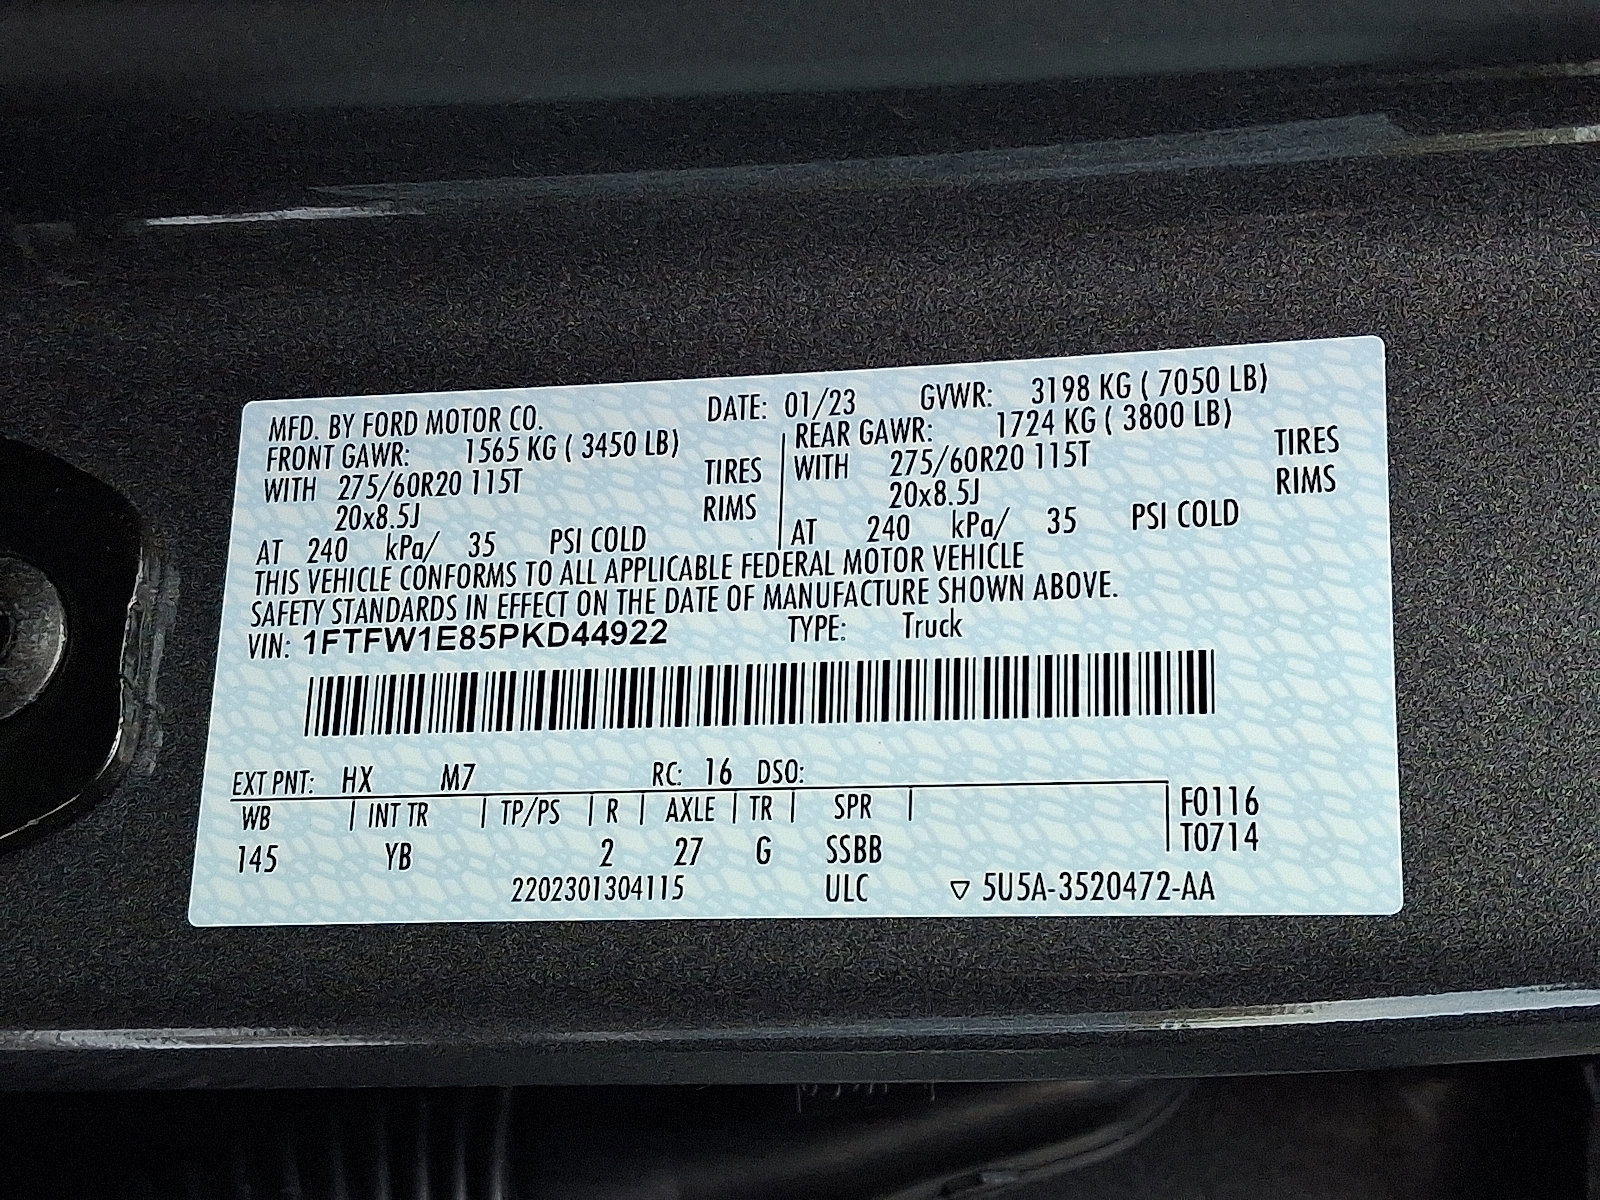 MFD. BY FORD MOTOR CO. DATE: 01/23 GVWR: 3198 KG ( 7050 LB)
FRONT GAWR: 1565 KG ( 3450 LB) REAR GAWR: 1724 KG ( 3800 LB)
WITH 275/60R20 115T TIRES WITH 275/60R20 115T TIRES
20x8.5J RIMS 20x8.5J RIMS
AT 240 kPa/ 35 PSI COLD AT 240 kPa/ 35 PSI COLD
THIS VEHICLE CONFORMS TO ALL APPLICABLE FEDERAL MOTOR VEHICLE
SAFETY STANDARDS IN EFFECT ON THE DATE OF MANUFACTURE SHOWN ABOVE.
VIN: 1FTFW1E85PKD44922 TYPE: Truck
EXT PNT: HX M7 RC: 16 DSO:
WB INT TR TP/PS R AXLE TR SPR F0116
145 YB 2 27 G SSBB T0714
2202301304115 ULC ▽ 5U5A-3520472-AA